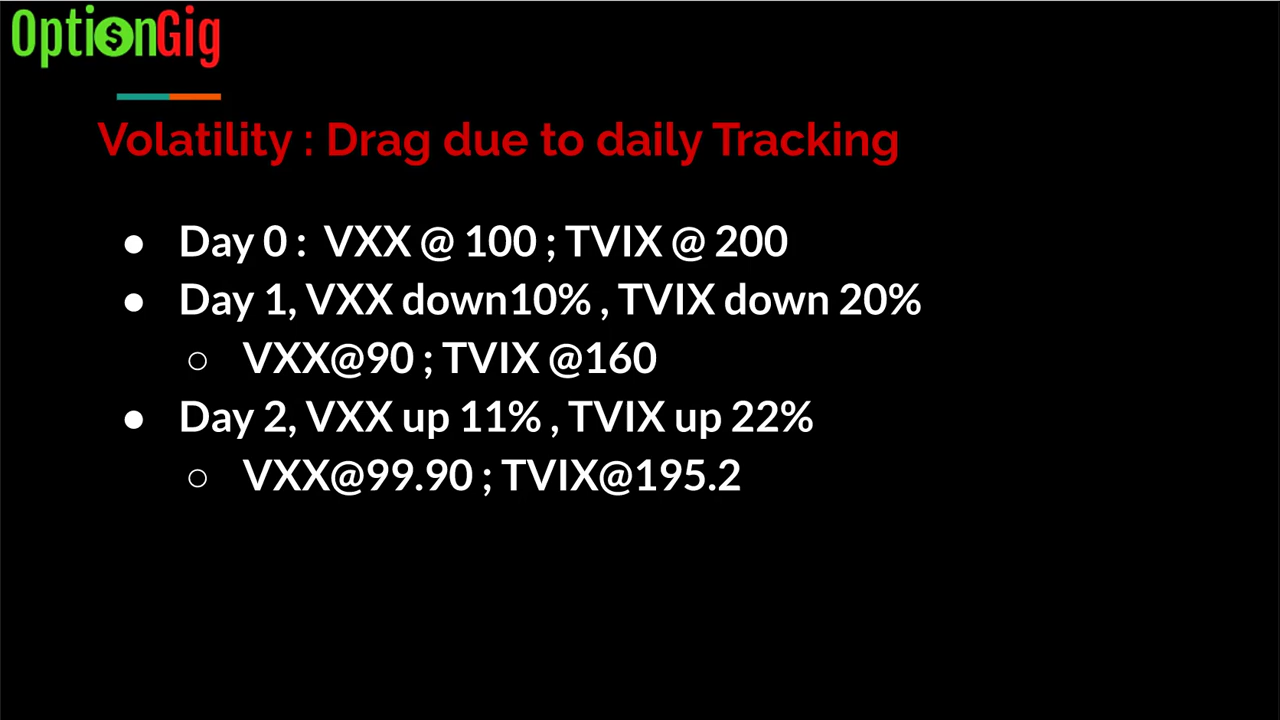 OptionGig
Volatility : Drag due to daily Tracking
● Day 0 : VXX @ 100 ; TVIX @ 200
● Day 1, VXX down10% , TVIX down 20%
○ VXX@90 ; TVIX @160
● Day 2, VXX up 11% , TVIX up 22%
○ VXX@99.90 ; TVIX@195.2